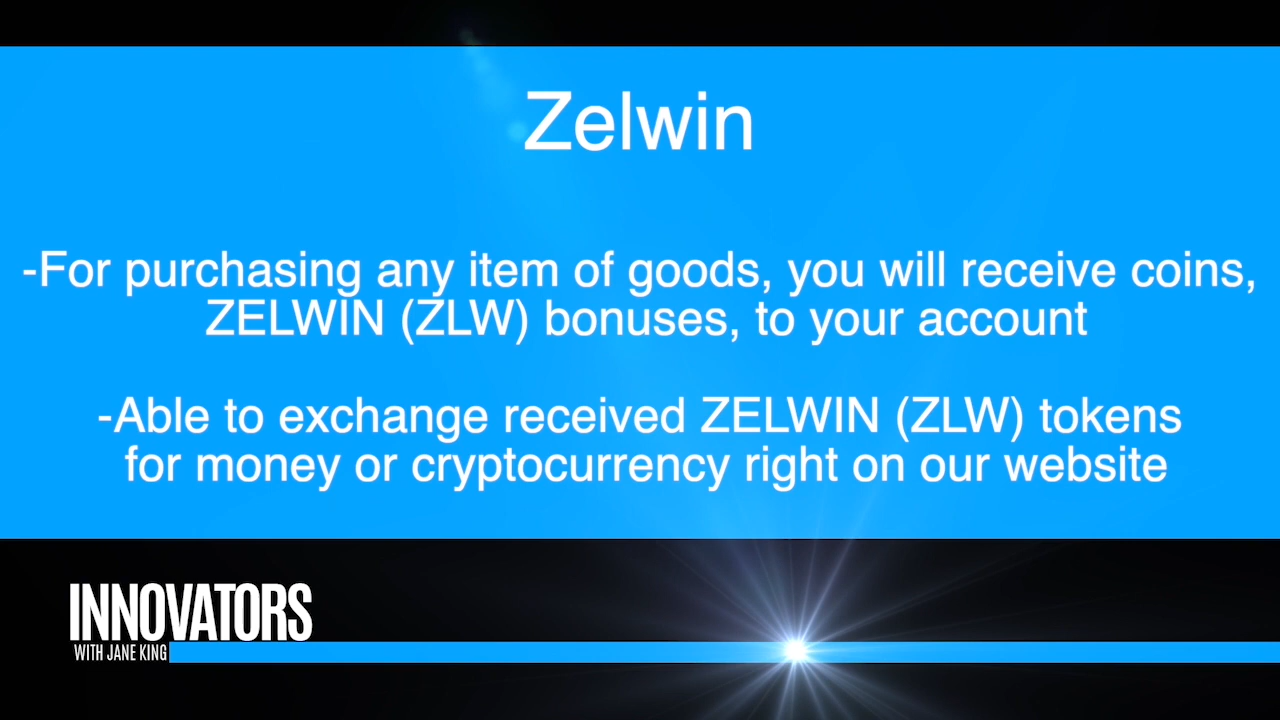 Zelwin
-For purchasing any item of goods, you will receive coins,
ZELWIN (ZLW) bonuses, to your account
-Able to exchange received ZELWIN (ZLW) tokens
for money or cryptocurrency right on our website
INNOVATORS
WITH JANE KING